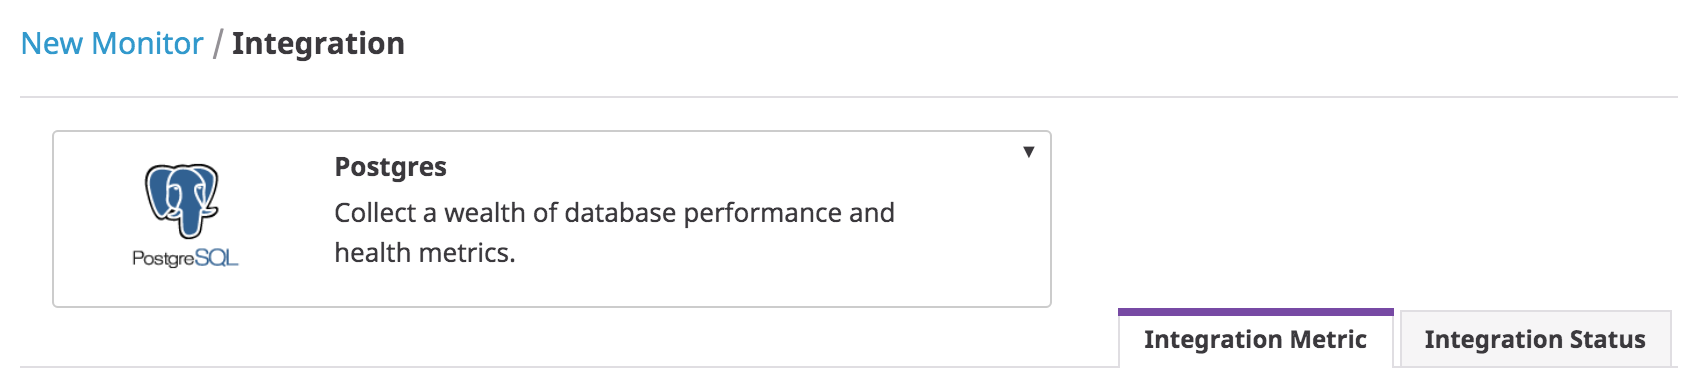 New Monitor / Integration
Postgres
Collect a wealth of database performance and
health metrics.
PostgreSQL
Integration Metric
Integration Status